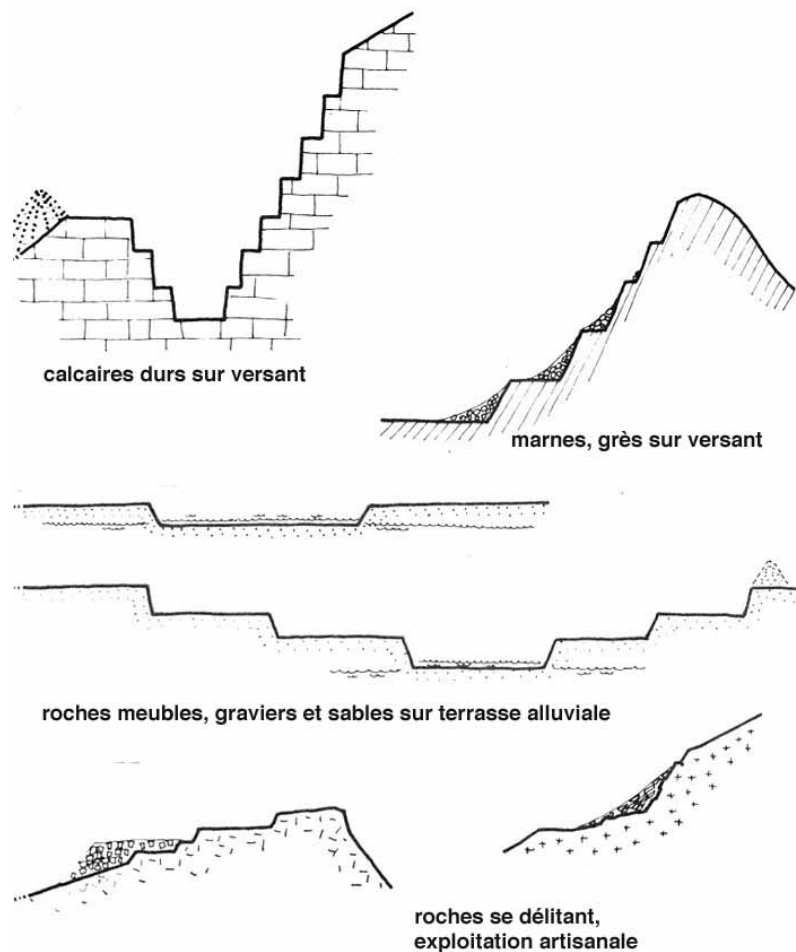 calcaires durs sur versant
marnes, grès sur versant
roches meubles, graviers et sables sur terrasse alluviale
roches se délitant,
exploitation artisanale